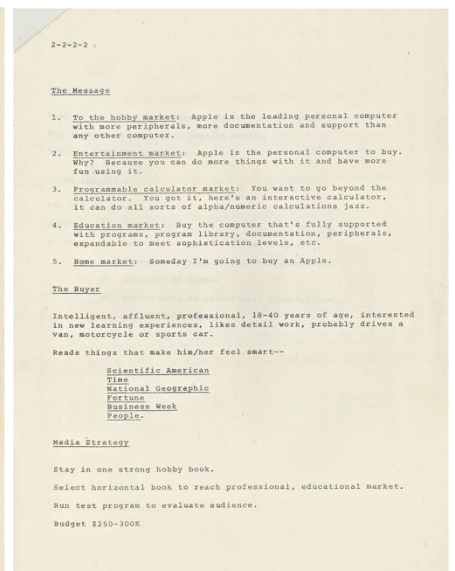 2-2-2-2
The Message
1. To the hobby market: Apple is the leading personal computer
with more peripherals, more documentation and support than
any other computer.
2. Entertainment market: Apple is the personal computer to buy.
Why? Because you can do more things with it and have more
fun using it.
3. Programmable calculator market: You want to go beyond the
calculator. You got it, here's an interactive calculator,
it can do all sorts of alpha/numeric calculations jazz.
4. Education market: Buy the computer that's fully supported
with programs, program library, documentation, peripherals,
expandable to meet sophistication levels, etc.
5. Home market: Someday I'm going to buy an Apple.
The Buyer
Intelligent, affluent, professional, 18-40 years of age, interested
in new learning experiences, likes detail work, probably drives a
van, motorcycle or sports car.
Reads things that make him/her feel smart--
Scientific American
Time
National Geographic
Fortune
Business Week
People.
Media Strategy
Stay in one strong hobby book.
Select horizontal book to reach professional, educational market.
Run test program to evaluate audience.
Budget $250-300K